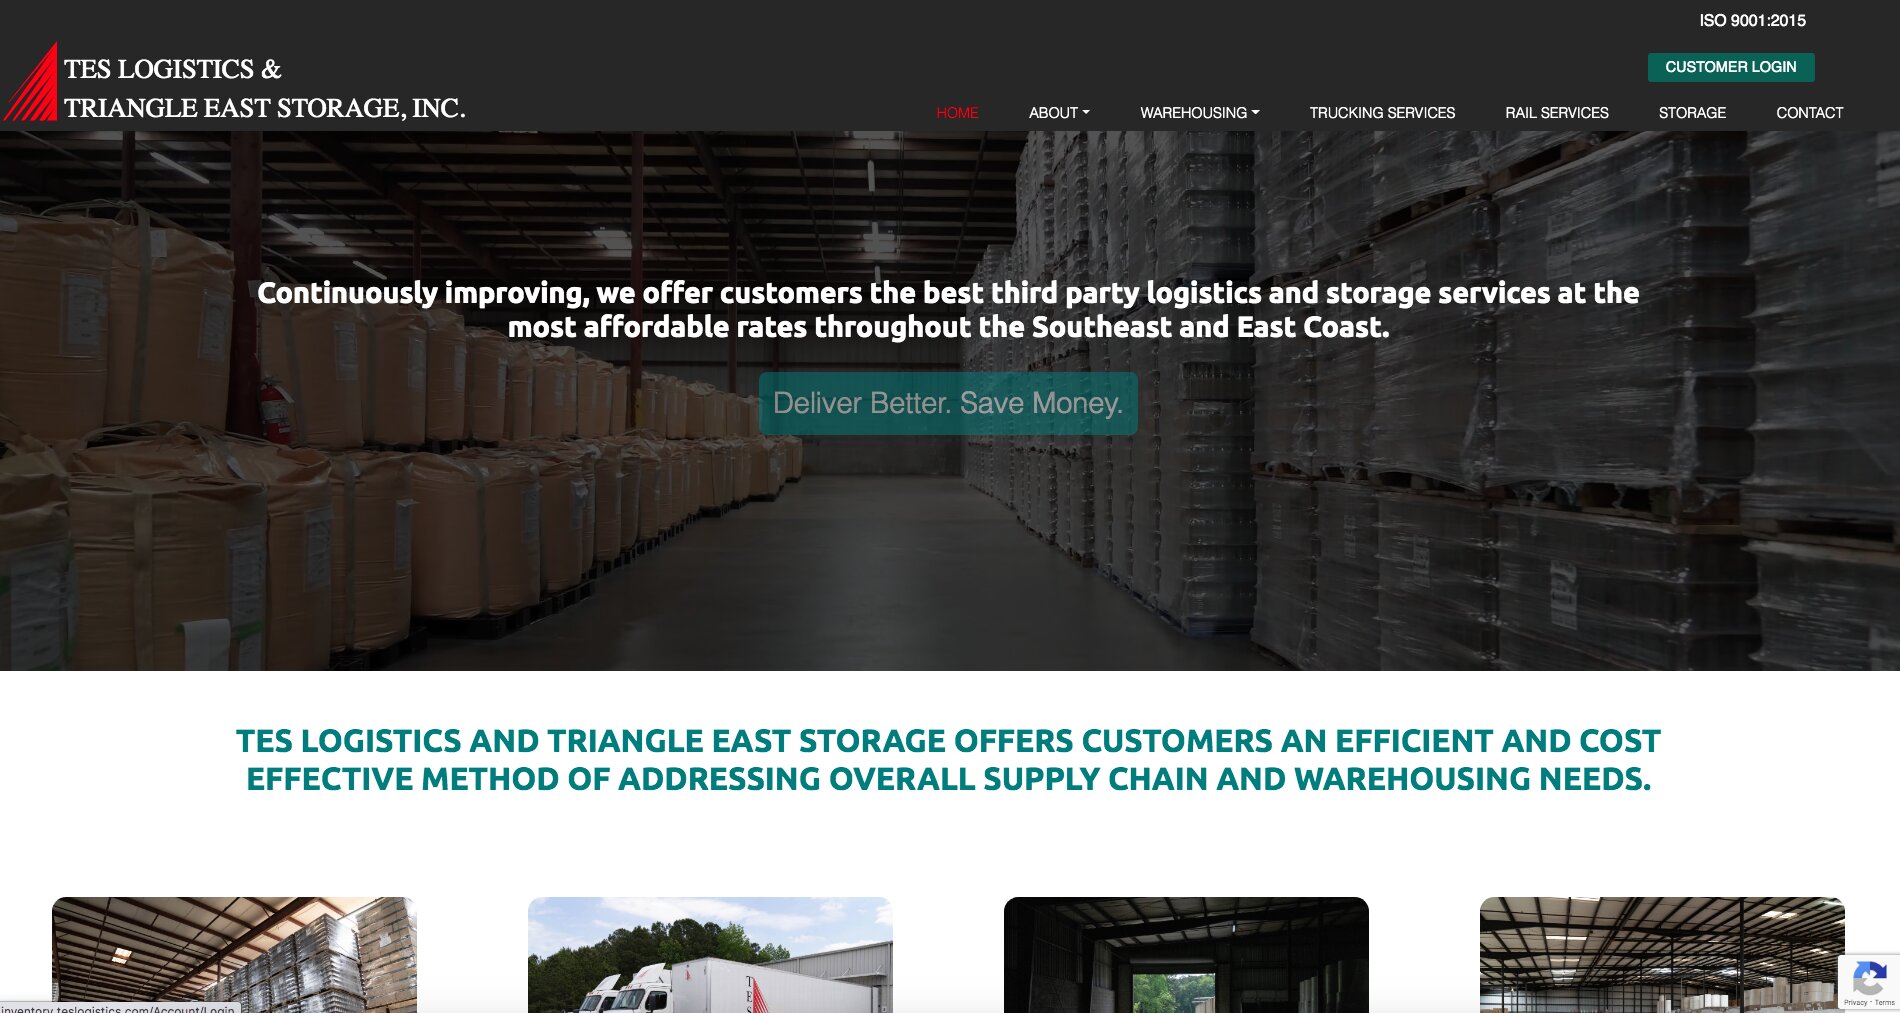 ISO 9001:2015
CUSTOMER LOGIN
TES LOGISTICS &
TRIANGLE EAST STORAGE, INC.
HOME
ABOUT
WAREHOUSING
TRUCKING SERVICES
RAIL SERVICES
STORAGE
CONTACT
Continuously improving, we offer customers the best third party logistics and storage services at the
most affordable rates throughout the Southeast and East Coast.
Deliver Better. Save Money.
TES LOGISTICS AND TRIANGLE EAST STORAGE OFFERS CUSTOMERS AN EFFICIENT AND COST
EFFECTIVE METHOD OF ADDRESSING OVERALL SUPPLY CHAIN AND WAREHOUSING NEEDS.
TES
Privacy - Terms
inventory.teslogistics.com/Account/Login